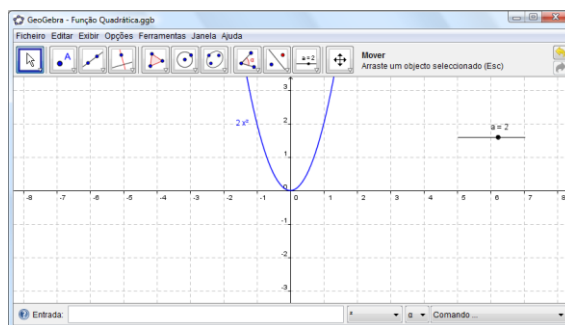 GeoGebra - Função Quadrática.ggb
Ficheiro Editar Exibir Opções Ferramentas Janela Ajuda
A
a=2
Mover
Arraste um objecto seleccionado (Esc)
3
2 x²
2
a = 2
1
0
-8 -7 -6 -5 -4 -3 -2 -1 0 1 2 3 4 5 6 7 8
-1
-2
-3
Entrada:
²
α
Comando ...